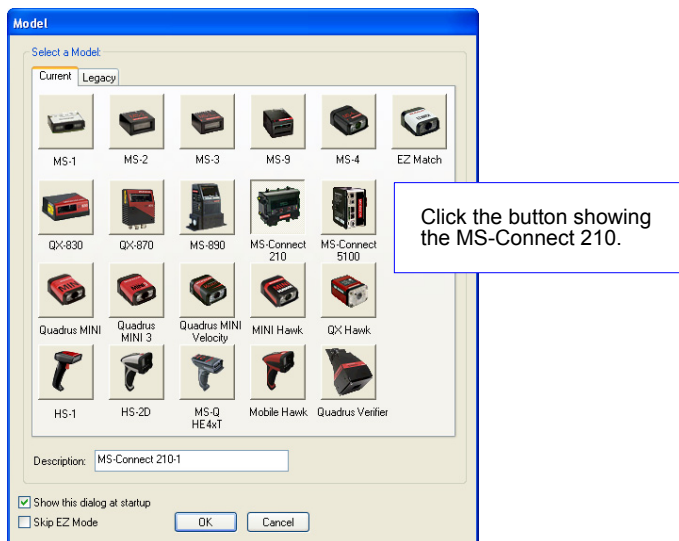 Model
Select a Model:
Current Legacy
MS-1 MS-2 MS-3 MS-9 MS-4 EZ Match
QX-830 QX-870 MS-890 MS-Connect 210 MS-Connect 5100
Quadrus MINI Quadrus MINI 3 Quadrus MINI Velocity MINI Hawk QX Hawk
HS-1 HS-2D MS-Q HE4xT Mobile Hawk Quadrus Verifier
Description: MS-Connect 210-1
Show this dialog at startup
Skip EZ Mode OK Cancel
Click the button showing
the MS-Connect 210.